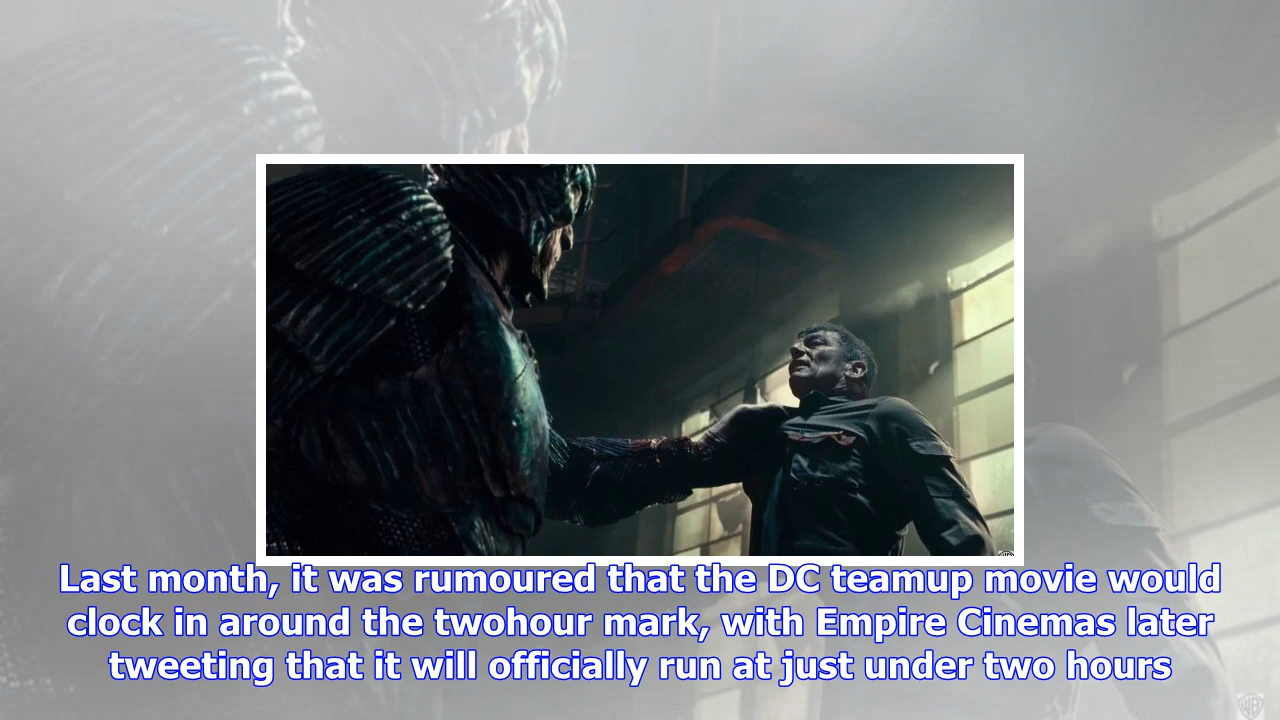 Last month, it was rumoured that the DC teamup movie would
clock in around the twohour mark, with Empire Cinemas later
tweeting that it will officially run at just under two hours